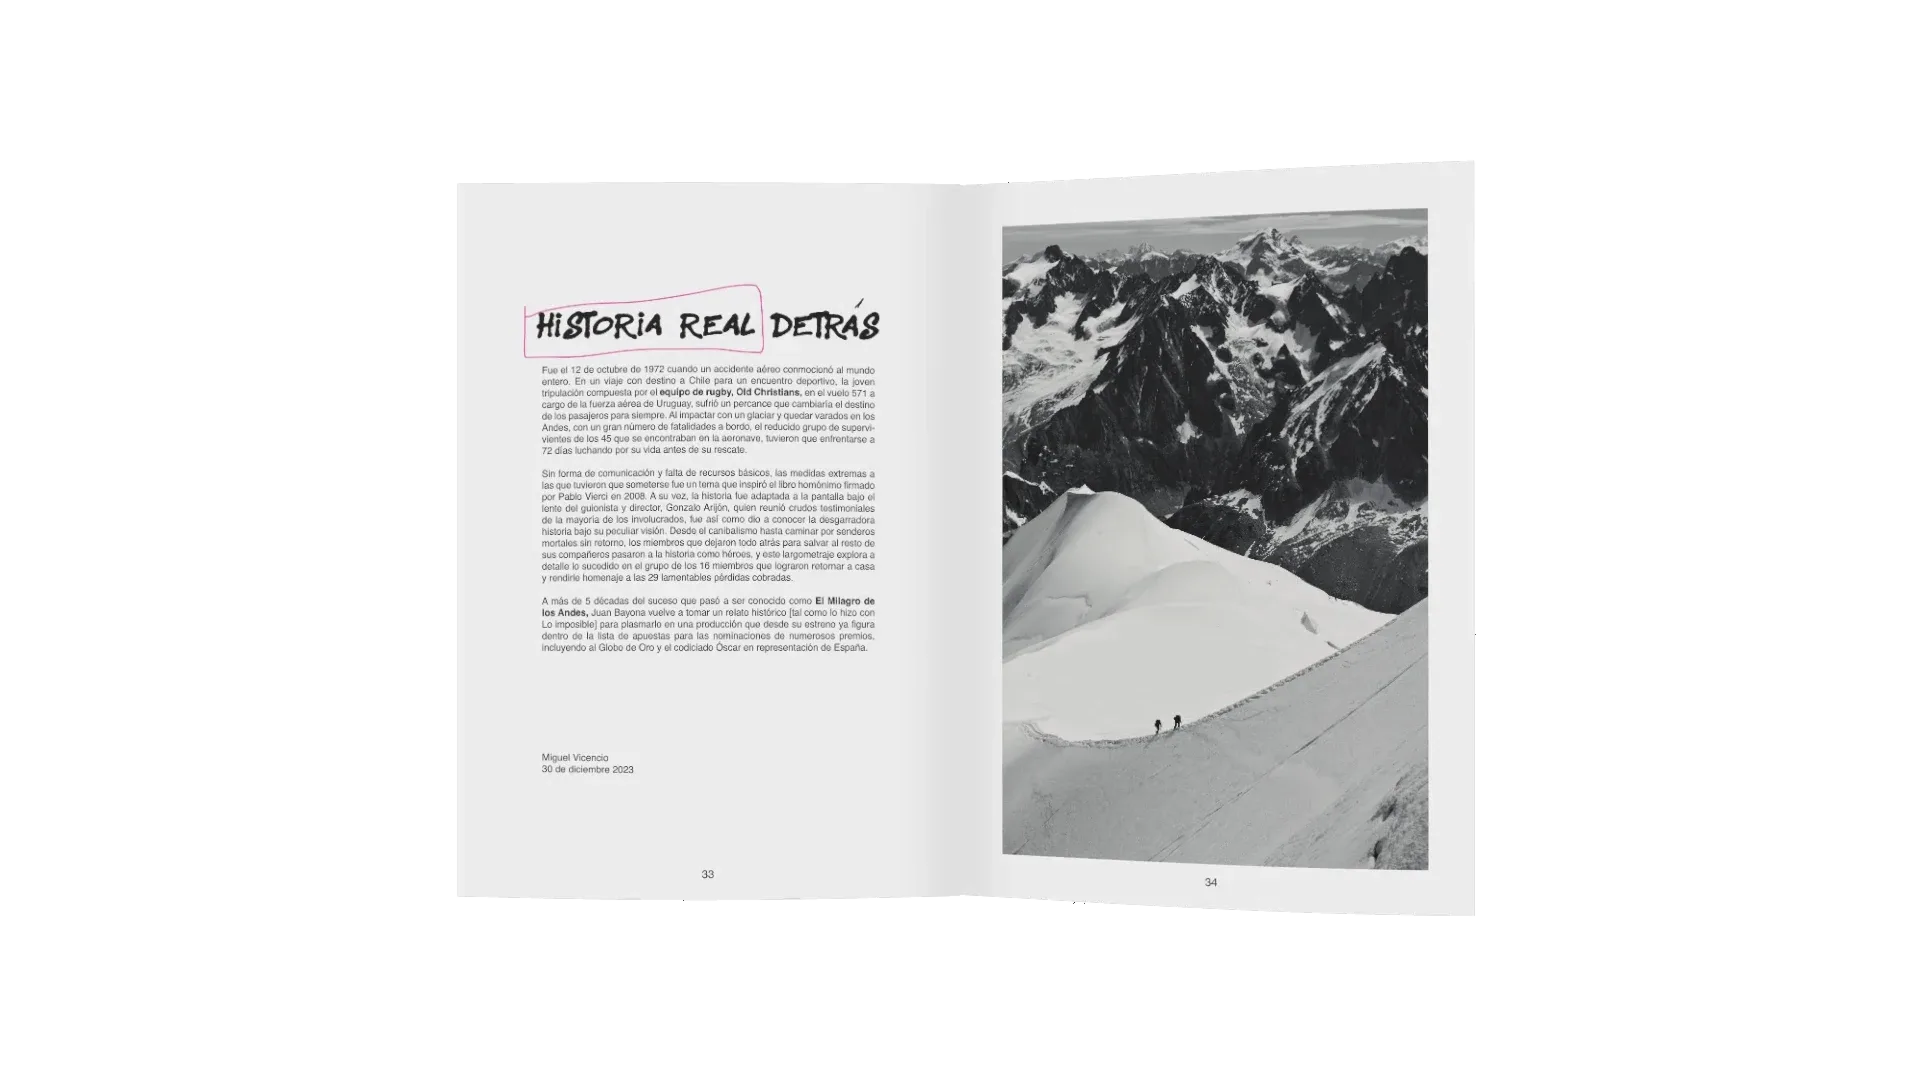 HiSTORiA REAL DETRÁS
Fue el 12 de octubre de 1972 cuando un accidente aéreo conmocionó al mundo
entero. En un viaje con destino a Chile para un encuentro deportivo, la joven
tripulación compuesta por el equipo de rugby, Old Christians, en el vuelo 571 a
cargo de la fuerza aérea de Uruguay, sufrió un percance que cambiaría el destino
de los pasajeros para siempre. Al impactar con un glaciar y quedar varados en los
Andes, con un gran número de fatalidades a bordo, el reducido grupo de supervi-
vientes de los 45 que se encontraban en la aeronave, tuvieron que enfrentarse a
72 días luchando por su vida antes de su rescate.
Sin forma de comunicación y falta de recursos básicos, las medidas extremas a
las que tuvieron que someterse fue un tema que inspiró el libro homónimo firmado
por Pablo Vierci en 2008. A su vez, la historia fue adaptada a la pantalla bajo el
lente del guionista y director, Gonzalo Arijón, quien reunió crudos testimoniales
de la mayoría de los involucrados, fue así como dio a conocer la desgarradora
historia bajo su peculiar visión. Desde el canibalismo hasta caminar por senderos
mortales sin retorno, los miembros que dejaron todo atrás para salvar al resto de
sus compañeros pasaron a la historia como héroes, y este largometraje explora a
detalle lo sucedido en el grupo de los 16 miembros que lograron retornar a casa
y rendirle homenaje a las 29 lamentables pérdidas cobradas.
A más de 5 décadas del suceso que pasó a ser conocido como El Milagro de
los Andes, Juan Bayona vuelve a tomar un relato histórico [tal como lo hizo con
Lo imposible] para plasmarlo en una producción que desde su estreno ya figura
dentro de la lista de apuestas para las nominaciones de numerosos premios,
incluyendo al Globo de Oro y el codiciado Óscar en representación de España.
Miguel Vicencio
30 de diciembre 2023
33
34